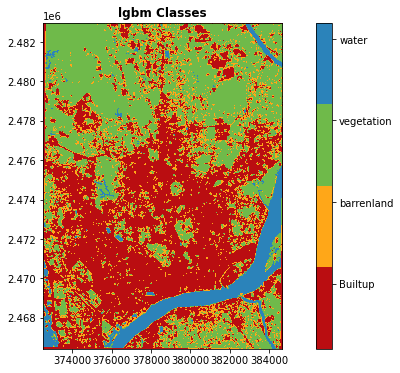 lgbm Classes
1e6
2.482
2.480
2.478
2.476
2.474
2.472
2.470
2.468
374000 376000 378000 380000 382000 384000
water
vegetation
barrenland
Builtup